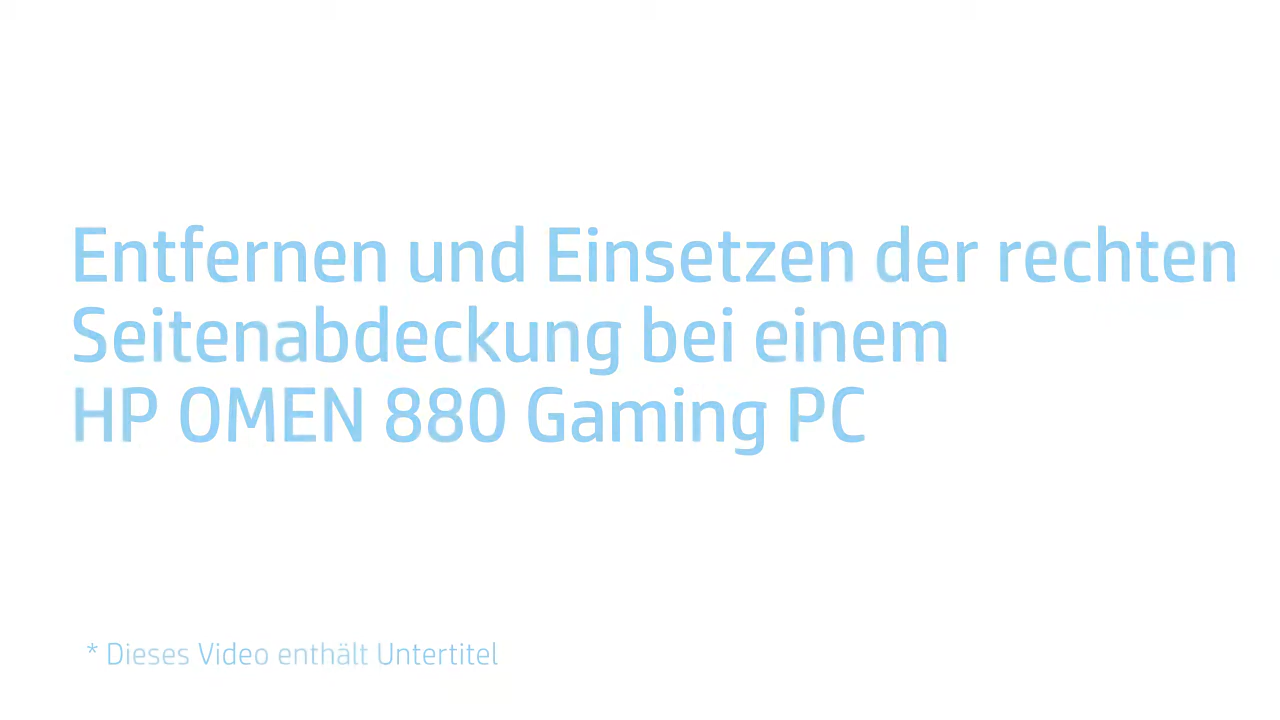 Entfernen und Einsetzen der rechten
Seitenabdeckung bei einem
HP OMEN 880 Gaming PC
* Dieses Video enthält Untertitel